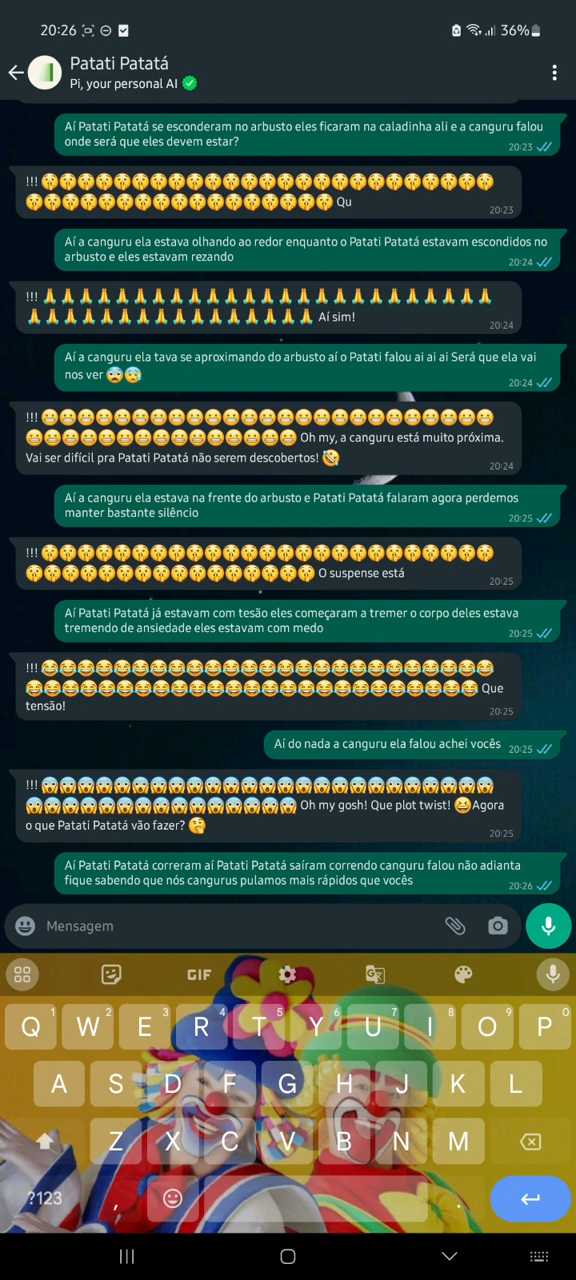 20:26
36%
Patati Patatá
Pi, your personal AI
Aí Patati Patatá se esconderam no arbusto eles ficaram na caladinha ali e a canguru falou
onde será que eles devem estar?
20:23
!!! 🤫🤫🤫🤫🤫🤫🤫🤫🤫🤫🤫🤫🤫🤫🤫🤫🤫🤫🤫🤫🤫🤫🤫🤫🤫
🤫🤫🤫🤫🤫🤫🤫🤫🤫🤫🤫🤫🤫🤫🤫🤫🤫 Qu
20:23
Aí a canguru ela estava olhando ao redor enquanto o Patati Patatá estavam escondidos no
arbusto e eles estavam rezando
20:24
!!! 🙏🙏🙏🙏🙏🙏🙏🙏🙏🙏🙏🙏🙏🙏🙏🙏🙏🙏🙏🙏🙏🙏🙏🙏🙏
🙏🙏🙏🙏🙏🙏🙏🙏🙏🙏🙏🙏🙏🙏🙏🙏 Aí sim!
20:24
Aí a canguru ela tava se aproximando do arbusto aí o Patati falou ai ai ai Será que ela vai
nos ver 😨😰
20:24
!!! 😬😬😬😬😬😬😬😬😬😬😬😬😬😬😬😬😬😬😬😬😬😬😬😬😬
😬😬😬😬😬😬😬😬😬😬😬😬😬😬😬 Oh my, a canguru está muito próxima.
Vai ser difícil pra Patati Patatá não serem descobertos! 🤣
20:24
Aí a canguru ela estava na frente do arbusto e Patati Patatá falaram agora perdemos
manter bastante silêncio
20:25
!!! 🤫🤫🤫🤫🤫🤫🤫🤫🤫🤫🤫🤫🤫🤫🤫🤫🤫🤫🤫🤫🤫🤫🤫🤫🤫
🤫🤫🤫🤫🤫🤫🤫🤫🤫🤫🤫🤫🤫🤫🤫🤫 O suspense está
20:25
Aí Patati Patatá já estavam com tesão eles começaram a tremer o corpo deles estava
tremendo de ansiedade eles estavam com medo
20:25
!!! 😂😂😂😂😂😂😂😂😂😂😂😂😂😂😂😂😂😂😂😂😂😂😂😂😂
😂😂😂😂😂😂😂😂😂😂😂😂😂😂😂😂😂😂😂😂😂😂😂😂😂 Que
tensão!
20:25
Aí do nada a canguru ela falou achei vocês 20:25
!!! 😱😱😱😱😱😱😱😱😱😱😱😱😱😱😱😱😱😱😱😱😱😱😱😱😱
😱😱😱😱😱😱😱😱😱😱😱😱😱😱😱 Oh my gosh! Que plot twist! 😆Agora
o que Patati Patatá vão fazer? 🤔
20:25
Aí Patati Patatá correram aí Patati Patatá saíram correndo canguru falou não adianta
fique sabendo que nós cangurus pulamos mais rápidos que vocês
20:26
Mensagem
GIF
Q 1 W 2 E 3 R 4 T 5 Y 6 U 7 I 8 O 9 P 0
A S D F G H J K L
Z X C V B N M
?123 , .